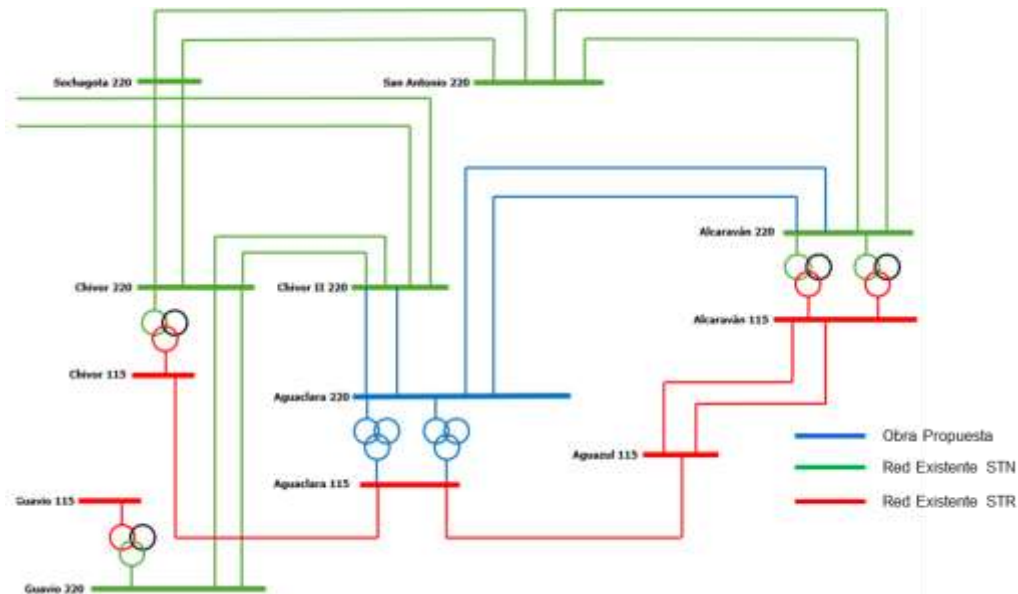 Sochagota 220
San Antonio 220
Alcaraván 220
Chivor 220
Chivor II 220
Alcaraván 115
Chivor 115
Aguaclara 220
Obra Propuesta
Aguazul 115
Red Existente STN
Aguaclara 115
Guavio 115
Red Existente STR
Guavio 220